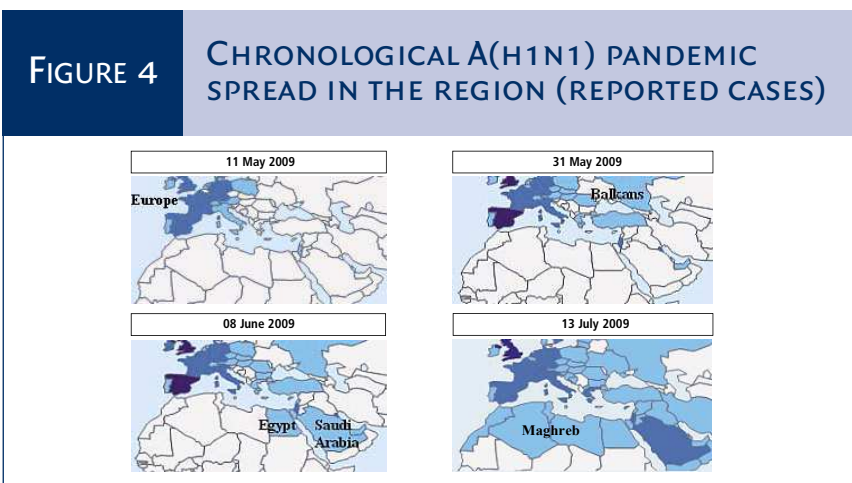 FIGURE 4
CHRONOLOGICAL A(H1N1) PANDEMIC
SPREAD IN THE REGION (REPORTED CASES)
11 May 2009
Europe
31 May 2009
Balkans
08 June 2009
Egypt
Saudi
Arabia
13 July 2009
Maghreb